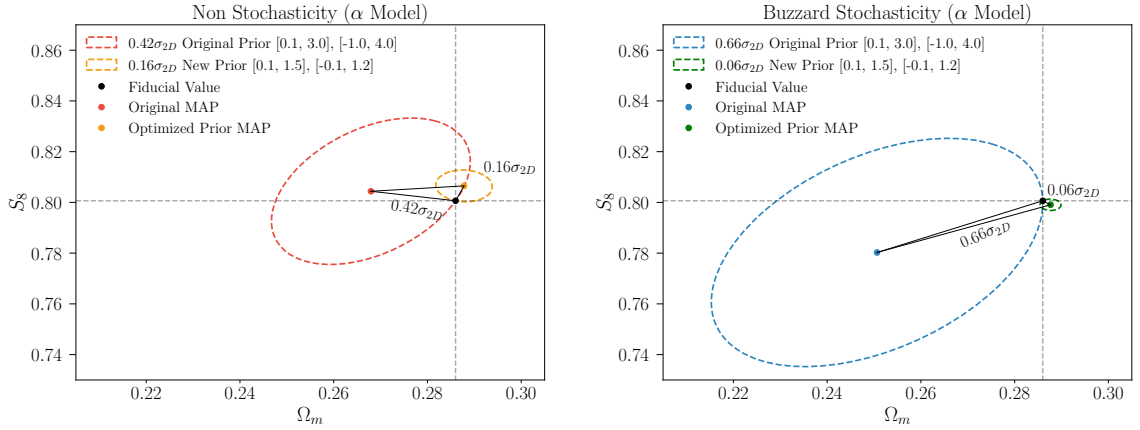 Non Stochasticity (α Model)
0.42σ2D Original Prior [0.1, 3.0], [-1.0, 4.0]
0.16σ2D New Prior [0.1, 1.5], [-0.1, 1.2]
Fiducial Value
Original MAP
Optimized Prior MAP
0.16σ2D
0.42σ2D
0.86
0.84
0.82
0.80
0.78
0.76
0.74
S8
0.22
0.24
0.26
0.28
0.30
Ωm
Buzzard Stochasticity (α Model)
0.66σ2D Original Prior [0.1, 3.0], [-1.0, 4.0]
0.06σ2D New Prior [0.1, 1.5], [-0.1, 1.2]
Fiducial Value
Original MAP
Optimized Prior MAP
0.06σ2D
0.66σ2D
0.86
0.84
0.82
0.80
0.78
0.76
0.74
S8
0.22
0.24
0.26
0.28
0.30
Ωm